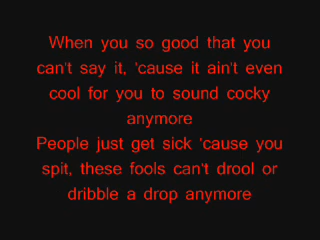 When you so good that you
can't say it, 'cause it ain't even
cool for you to sound cocky
anymore
People just get sick 'cause you
spit, these fools can't drool or
dribble a drop anymore